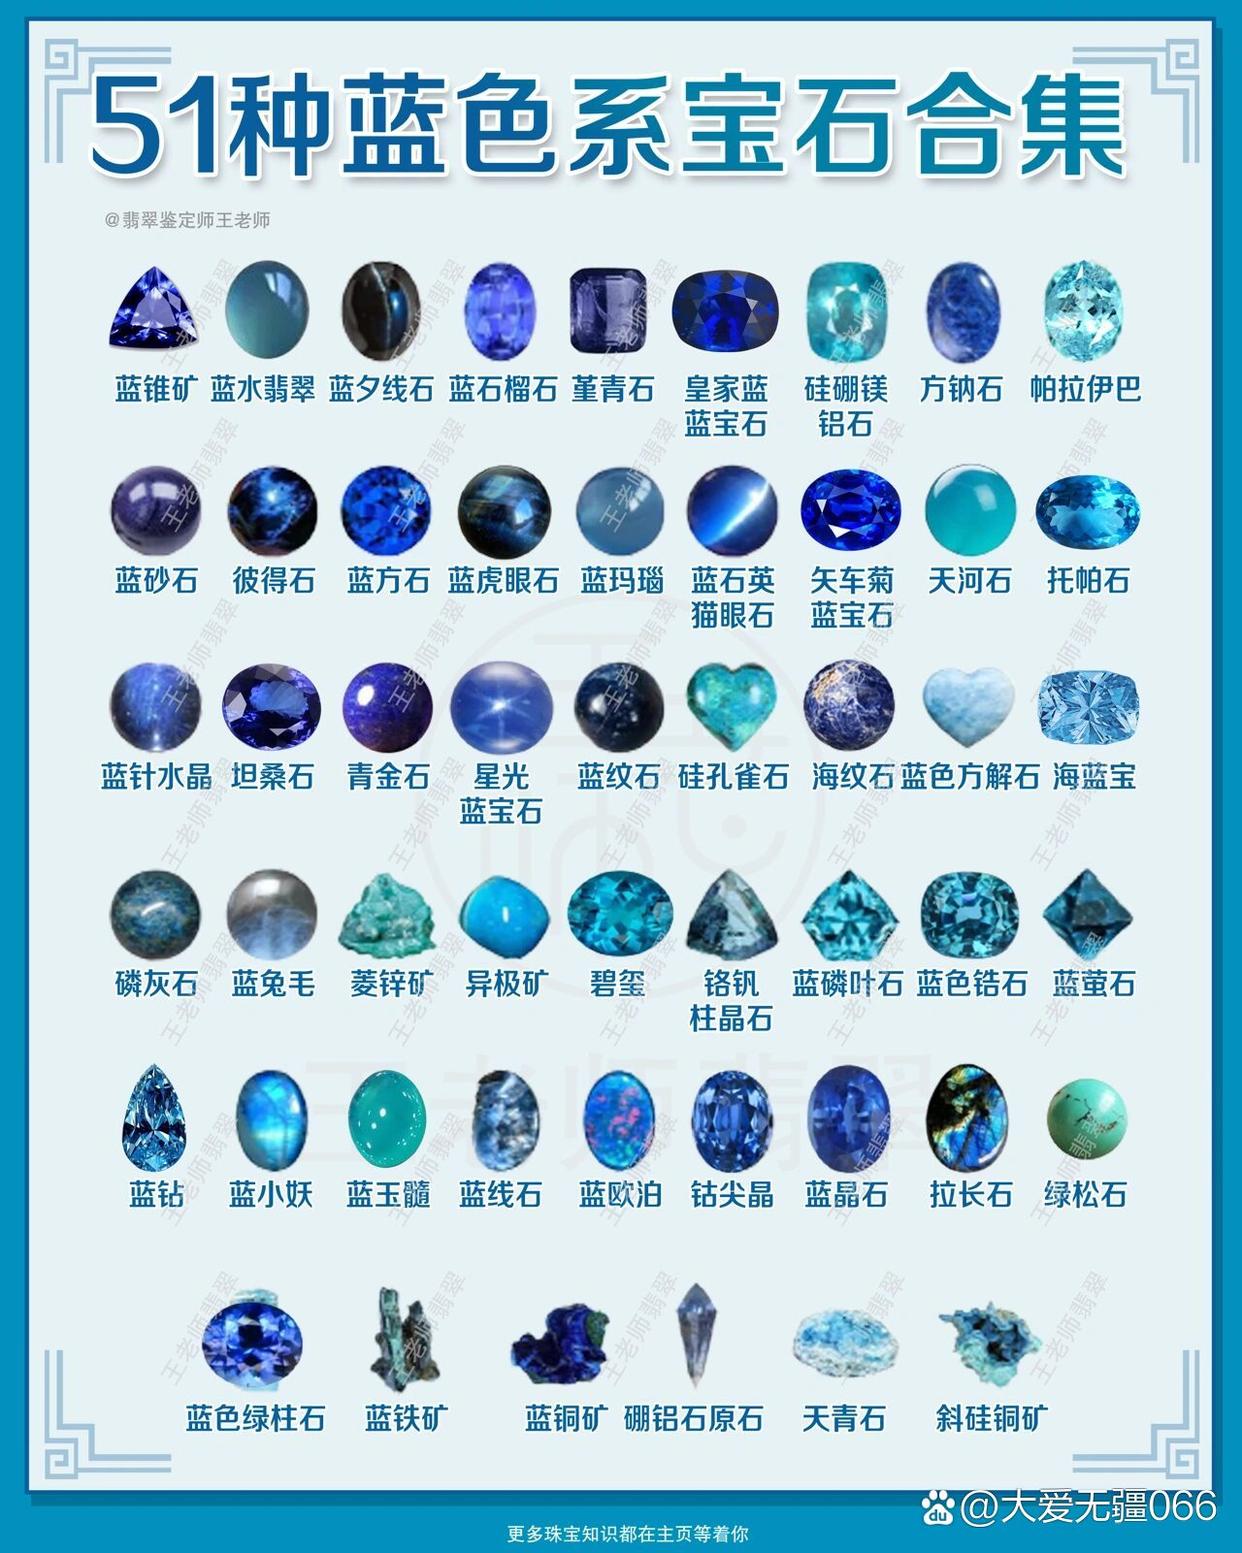 51种蓝色系宝石合集
@翡翠鉴定师王老师
蓝锥矿 蓝水翡翠 蓝夕线石 蓝石榴石 堇青石 皇家蓝 硅硼镁 方钠石 帕拉伊巴
蓝宝石 铝石
蓝砂石 彼得石 蓝方石 蓝虎眼石 蓝玛瑙 蓝石英 矢车菊 天河石 托帕石
猫眼石 蓝宝石
蓝针水晶 坦桑石 青金石 星光 蓝纹石 硅孔雀石 海纹石 蓝色方解石 海蓝宝
蓝宝石
磷灰石 蓝兔毛 菱锌矿 异极矿 碧玺 铬钒 蓝磷叶石 蓝色锆石 蓝萤石
柱晶石
蓝钻 蓝小妖 蓝玉髓 蓝线石 蓝欧泊 钴尖晶 蓝晶石 拉长石 绿松石
蓝色绿柱石 蓝铁矿 蓝铜矿 硼铝石原石 天青石 斜硅铜矿
王老师翡翠
du @大爱无疆066
更多珠宝知识都在主页等着你